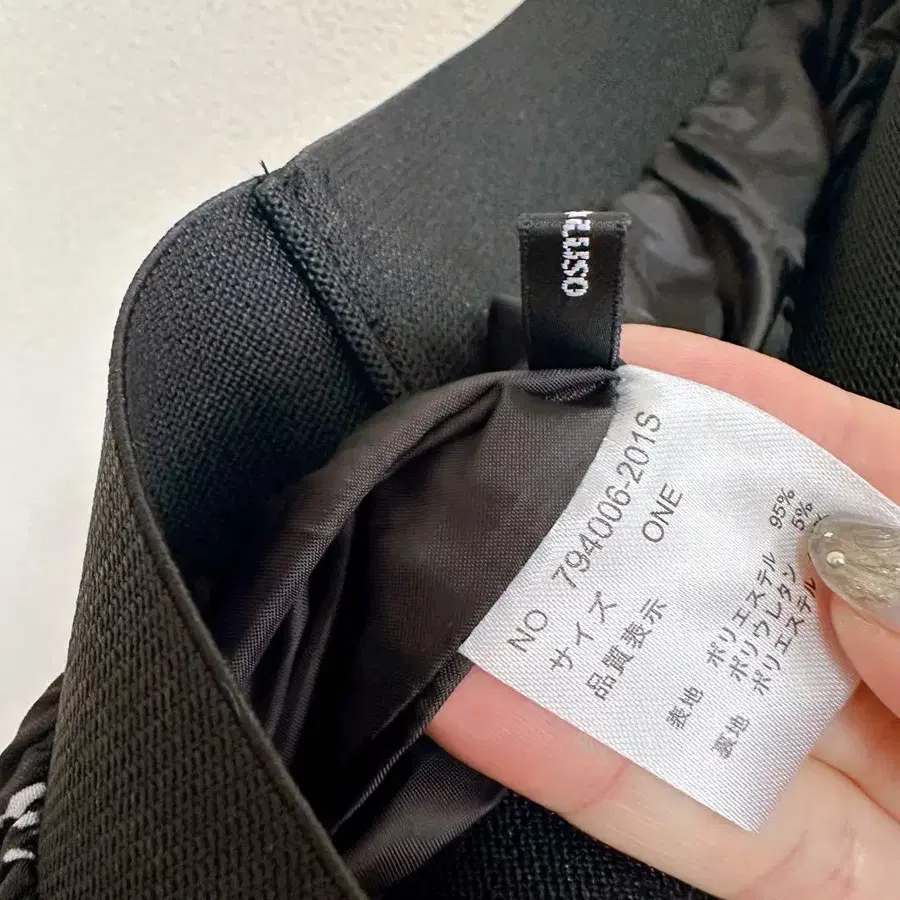 NO 794006-201S
サイズ ONE
品質表示
表地 ポリエステル 95%
ポリウレタン 5%
裏地 ポリエステル